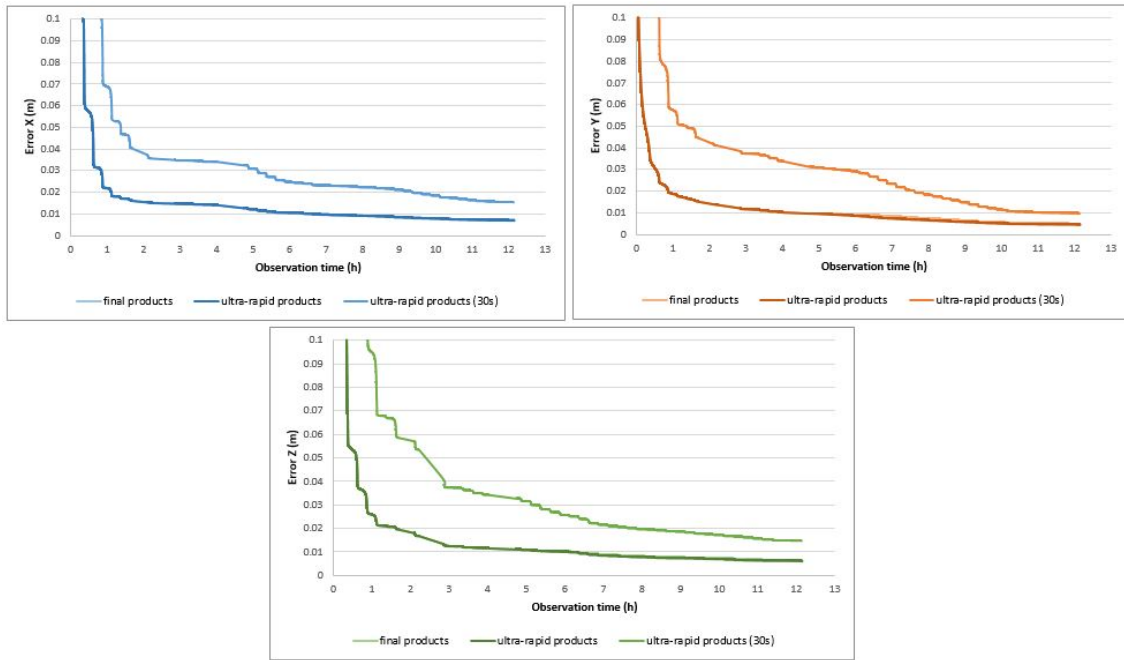 0.1
0.09
0.08
0.07
0.06
0.05
0.04
0.03
0.02
0.01
0
Error X (m)
0 1 2 3 4 5 6 7 8 9 10 11 12 13
Observation time (h)
final products ultra-rapid products ultra-rapid products (30s)
0.1
0.09
0.08
0.07
0.06
0.05
0.04
0.03
0.02
0.01
0
Error Y (m)
0 1 2 3 4 5 6 7 8 9 10 11 12 13
Observation time (h)
final products ultra-rapid products ultra-rapid products (30s)
0.1
0.09
0.08
0.07
0.06
0.05
0.04
0.03
0.02
0.01
0
Error Z (m)
0 1 2 3 4 5 6 7 8 9 10 11 12 13
Observation time (h)
final products ultra-rapid products ultra-rapid products (30s)